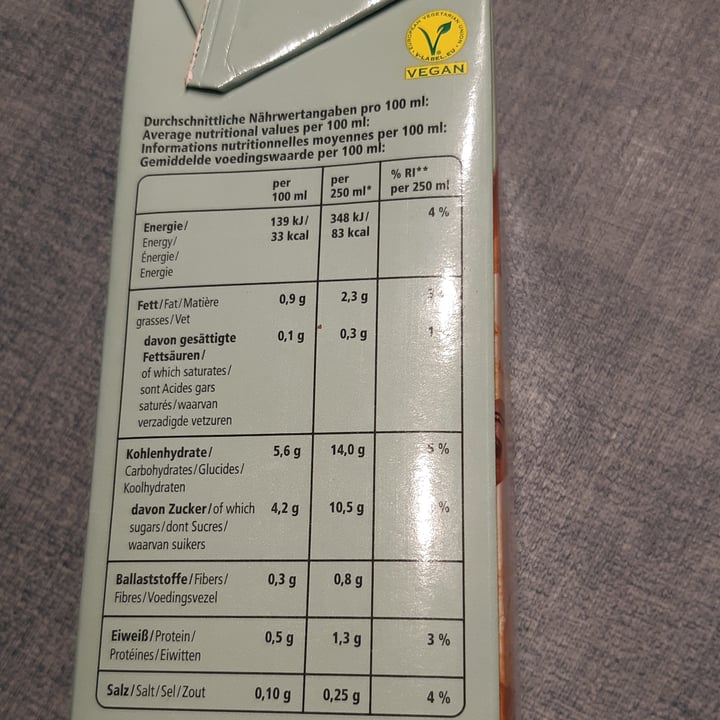 EUROPEAN VEGETARIAN UNION
V-LABEL.EU
VEGAN
Durchschnittliche Nährwertangaben pro 100 ml:
Average nutritional values per 100 ml:
Informations nutritionnelles moyennes per 100 ml:
Gemiddelde voedingswaarde per 100 ml:
per 100 ml per 250 ml* % RI** per 250 ml
Energie/ 139 kJ/ 348 kJ/ 4 %
Energy/ 33 kcal 83 kcal
Énergie/
Energie
Fett/Fat/Matière 0,9 g 2,3 g
grasses/Vet
davon gesättigte 0,1 g 0,3 g
Fettsäuren/
of which saturates/
sont Acides gars
saturés/waarvan
verzadigde vetzuren
Kohlenhydrate/ 5,6 g 14,0 g 5 %
Carbohydrates/Glucides/
Koolhydraten
davon Zucker/of which 4,2 g 10,5 g %
sugars/dont Sucres/
waarvan suikers
Ballaststoffe/Fibers/ 0,3 g 0,8 g
Fibres/Voedingsvezel
Eiweiß/Protein/ 0,5 g 1,3 g 3 %
Protéines/Eiwitten
Salz/Salt/Sel/Zout 0,10 g 0,25 g 4 %